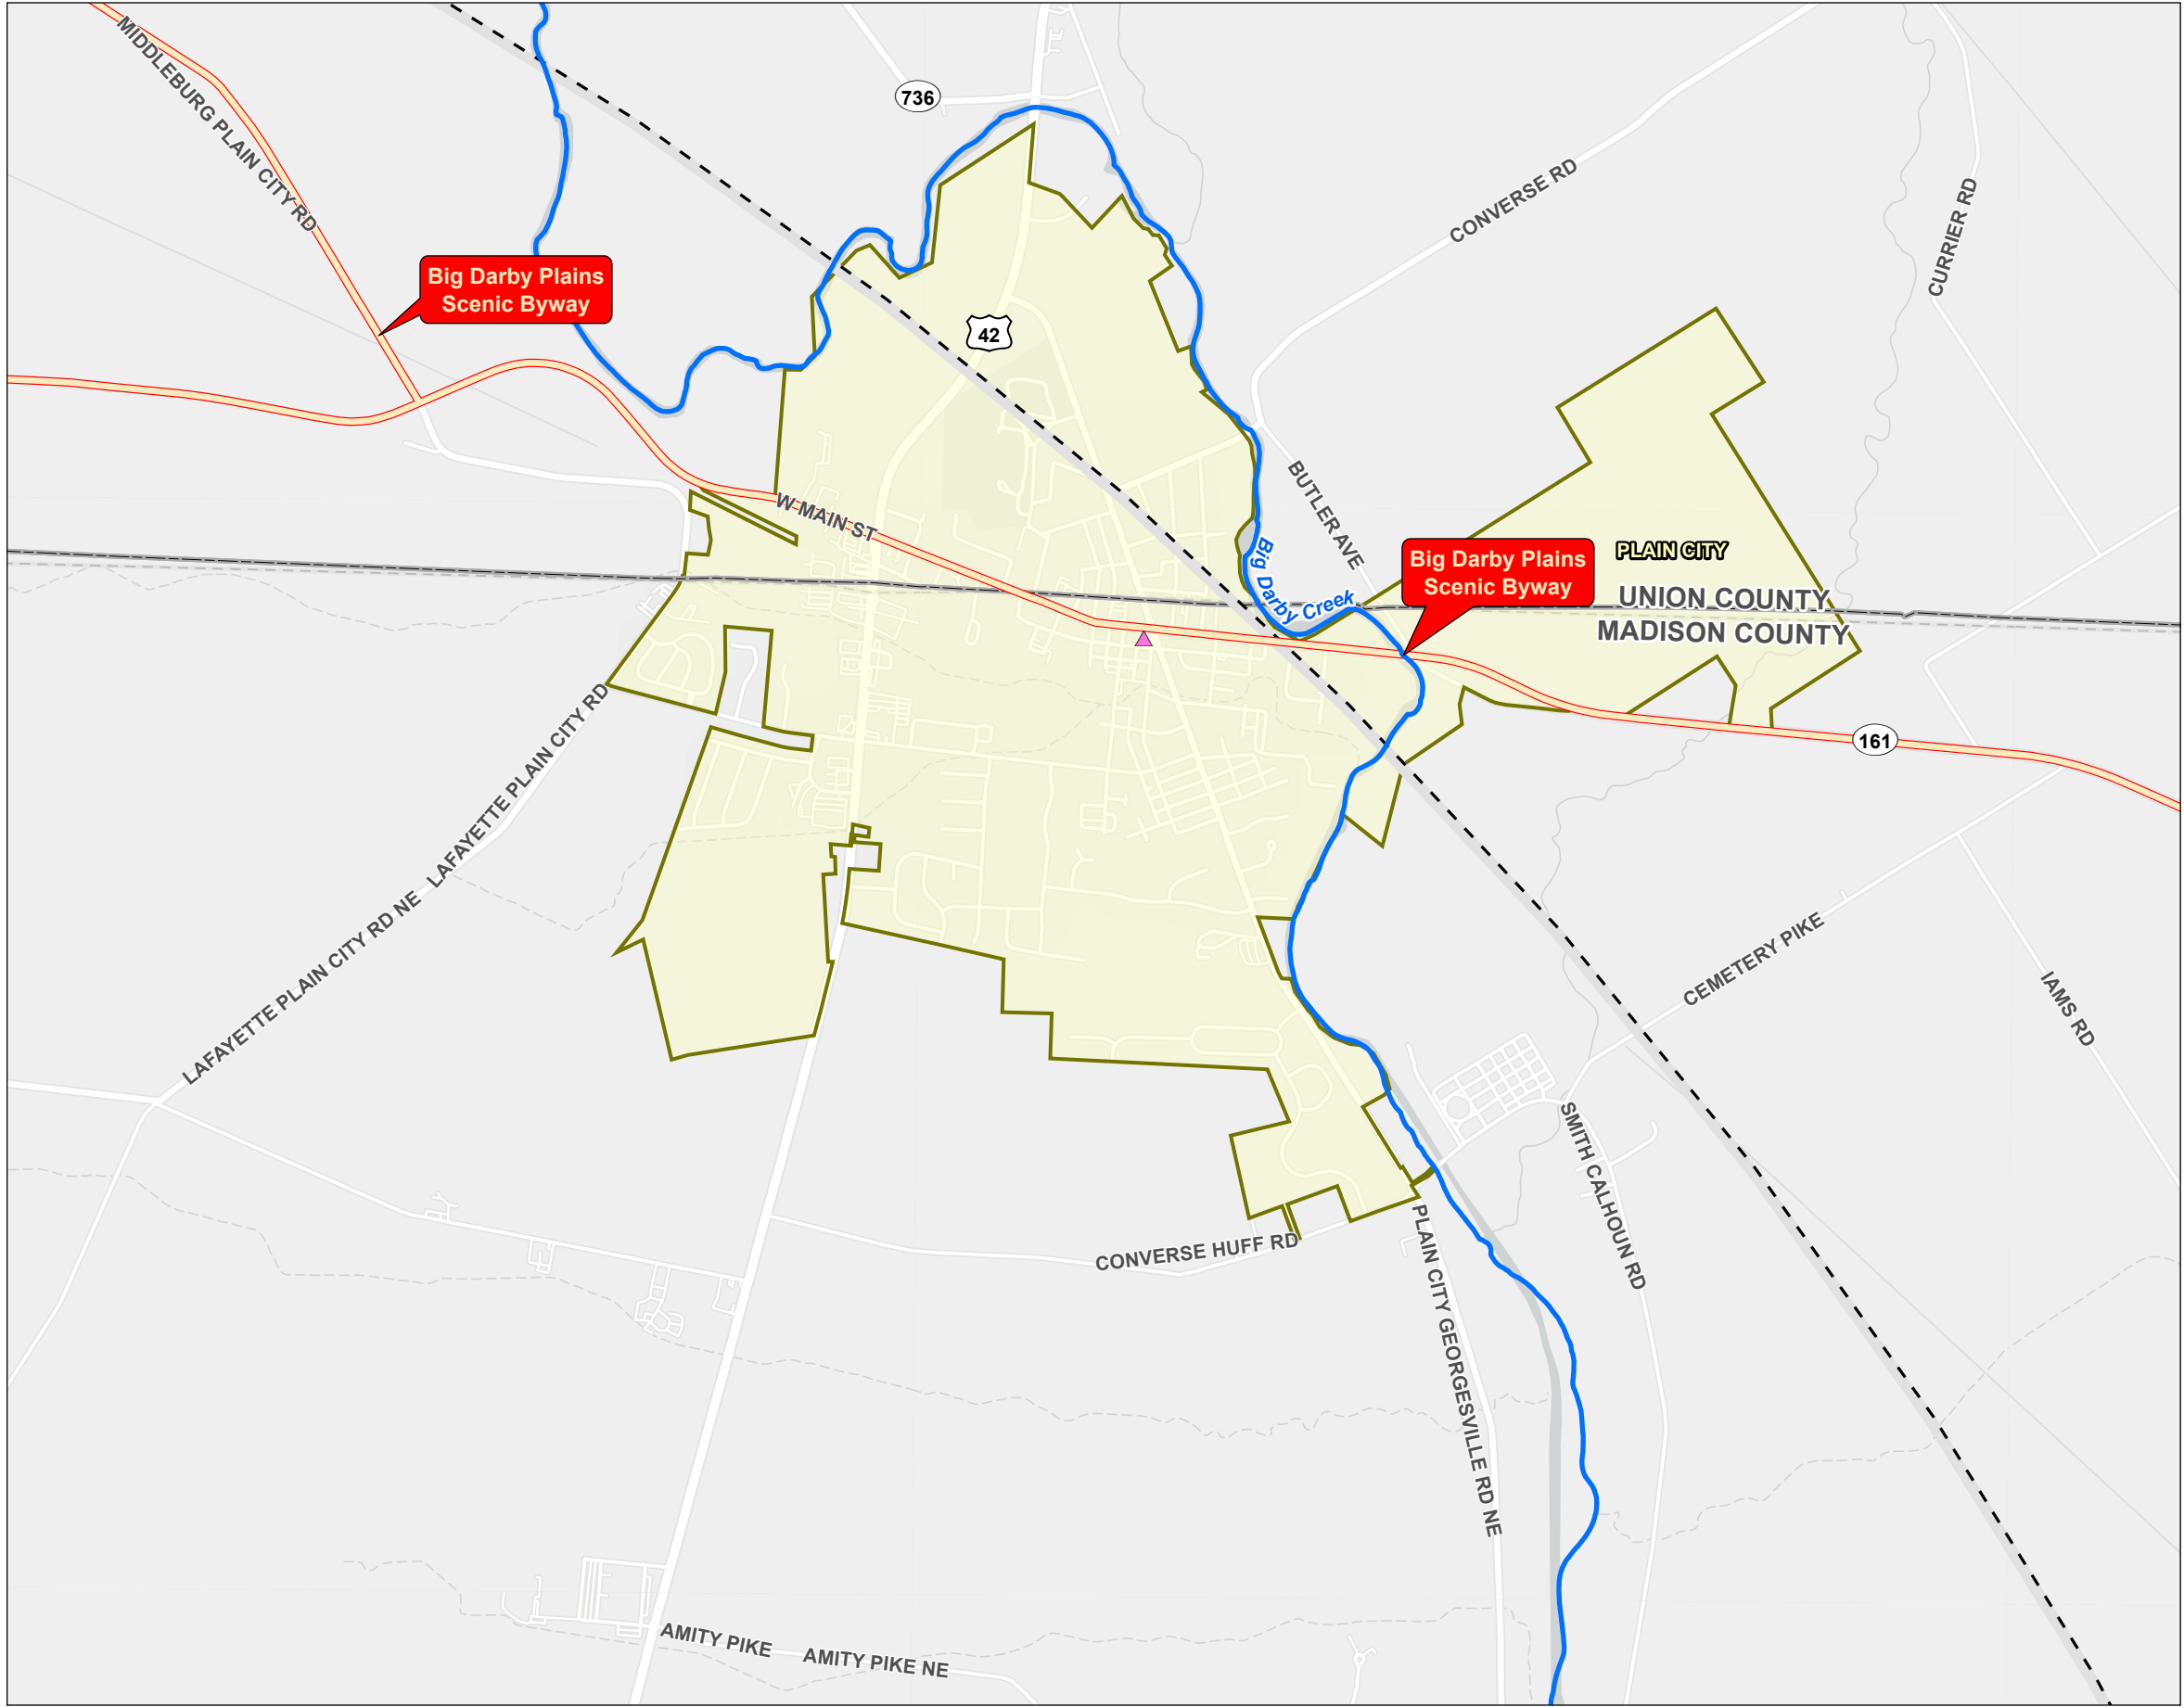 MIDDLEBURG PLAIN CITY RD
736
CONVERSE RD
CURRIER RD
Big Darby Plains
Scenic Byway
42
W MAIN ST
BUTLER AVE
Big Darby Creek
Big Darby Plains
Scenic Byway
PLAIN CITY
UNION COUNTY
MADISON COUNTY
161
LAFAYETTE PLAIN CITY RD
LAFAYETTE PLAIN CITY RD NE
CEMETERY PIKE
IAMS RD
SMITH CALHOUN RD
CONVERSE HUFF RD
PLAIN CITY GEORGESVILLE RD NE
AMITY PIKE
AMITY PIKE NE